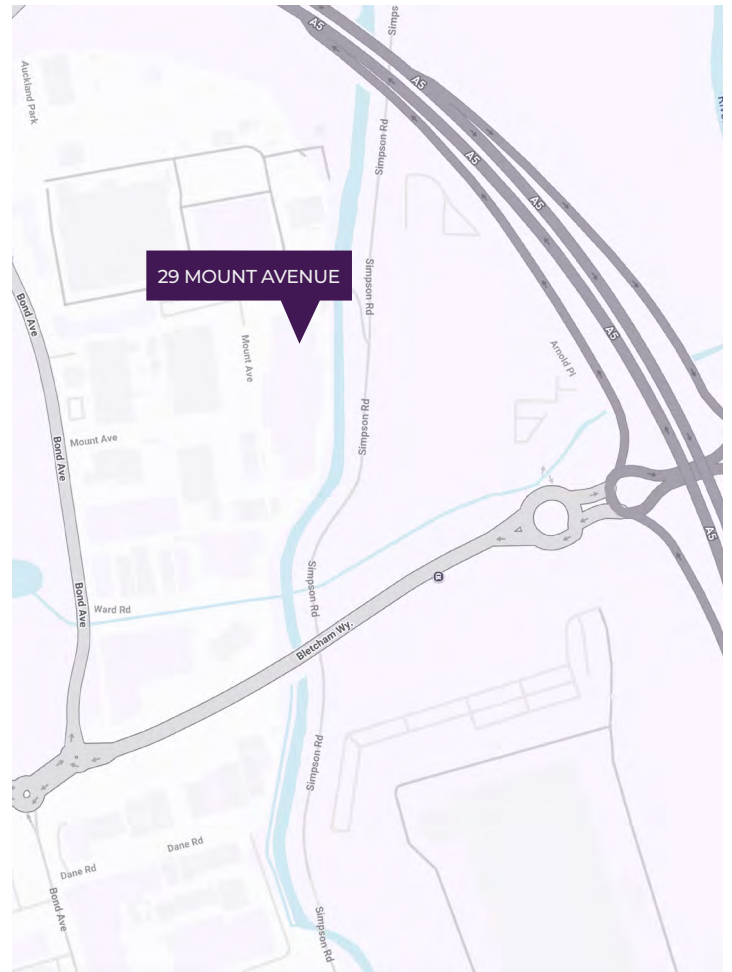 Simps
A5
Auckland Park
A5
Simpson Rd
A5
A5
29 MOUNT AVENUE
Simpson Rd
Bond Ave
A5
Mount Ave
Arnold Pl
Simpson Rd
Mount Ave
Bond Ave
A5
Simpson Rd
Bond Ave
Ward Rd
Bletcham Wy.
Simpson Rd
Dane Rd
Dane Rd
Bond Ave
Simpson Rd